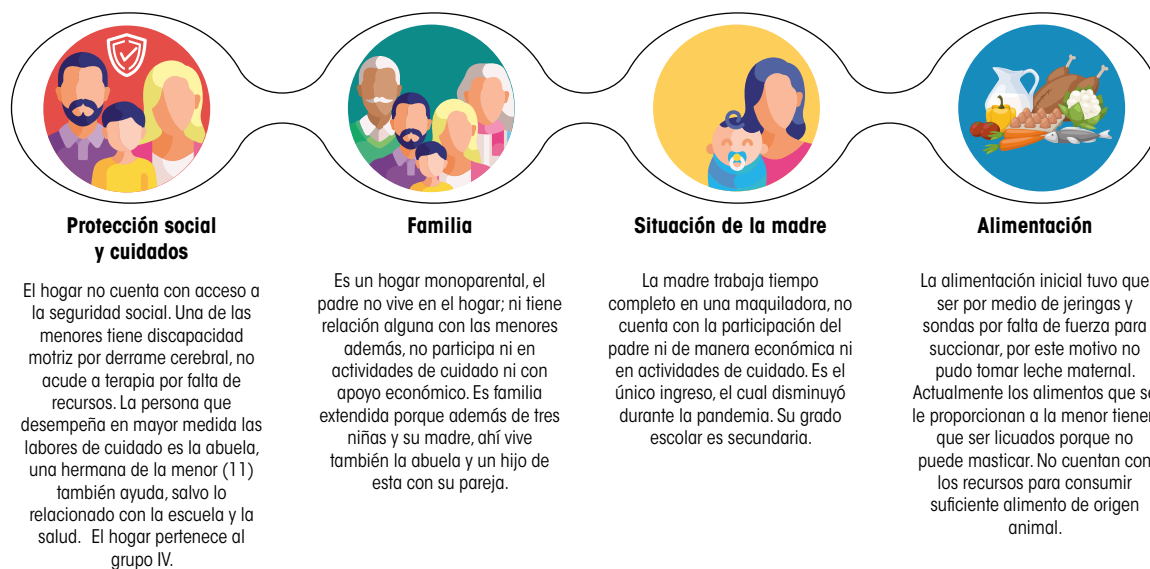 Protección social
y cuidados
El hogar no cuenta con acceso a
la seguridad social. Una de las
menores tiene discapacidad
motriz por derrame cerebral, no
acude a terapia por falta de
recursos. La persona que
desempeña en mayor medida las
labores de cuidado es la abuela,
una hermana de la menor (11)
también ayuda, salvo lo
relacionado con la escuela y la
salud. El hogar pertenece al
grupo IV.
Familia
Es un hogar monoparental, el
padre no vive en el hogar; ni tiene
relación alguna con las menores
además, no participa ni en
actividades de cuidado ni con
apoyo económico. Es familia
extendida porque además de tres
niñas y su madre, ahí vive
también la abuela y un hijo de
esta con su pareja.
Situación de la madre
La madre trabaja tiempo
completo en una maquiladora, no
cuenta con la participación del
padre ni de manera económica ni
en actividades de cuidado. Es el
único ingreso, el cual disminuyó
durante la pandemia. Su grado
escolar es secundaria.
Alimentación
La alimentación inicial tuvo que
ser por medio de jeringas y
sondas por falta de fuerza para
succionar, por este motivo no
pudo tomar leche maternal.
Actualmente los alimentos que se
le proporcionan a la menor tienen
que ser licuados porque no
puede masticar. No cuentan con
los recursos para consumir
suficiente alimento de origen
animal.